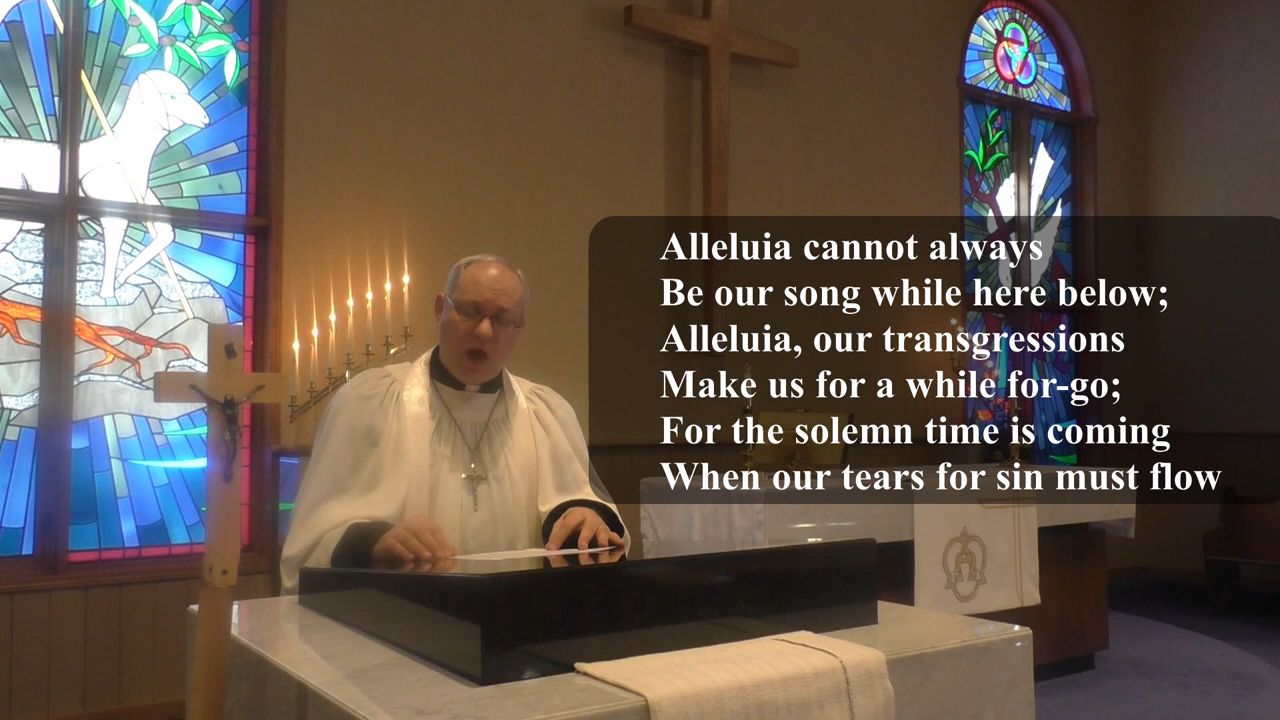 Alleluia cannot always
Be our song while here below;
Alleluia, our transgressions
Make us for a while for-go;
For the solemn time is coming
When our tears for sin must flow